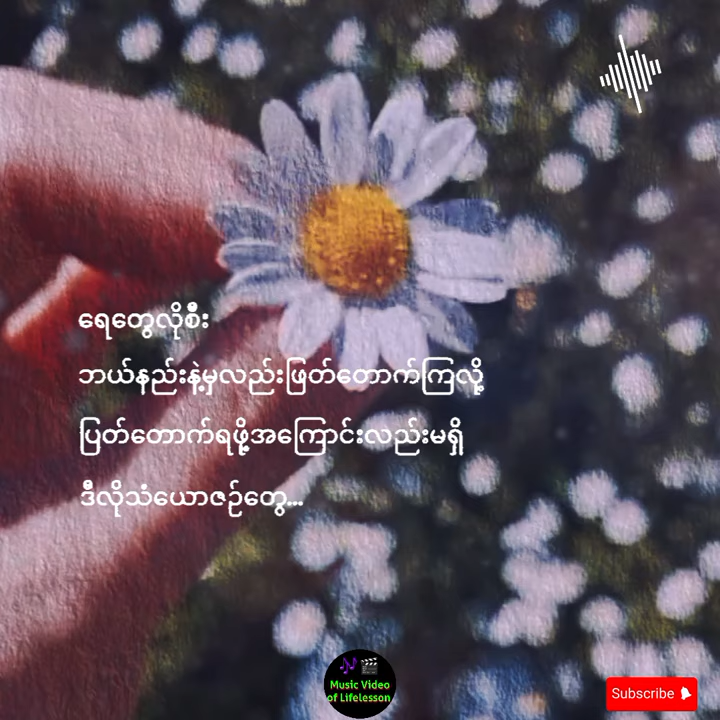 ရေတွေလိုစီး
ဘယ်နည်းနဲ့မှလည်းဖြတ်တောက်ကြလို့
ပြတ်တောက်ရဖို့အကြောင်းလည်းမရှိ
ဒီလိုသံယောဇဉ်တွေ...
Music Video
of Lifelesson
Subscribe